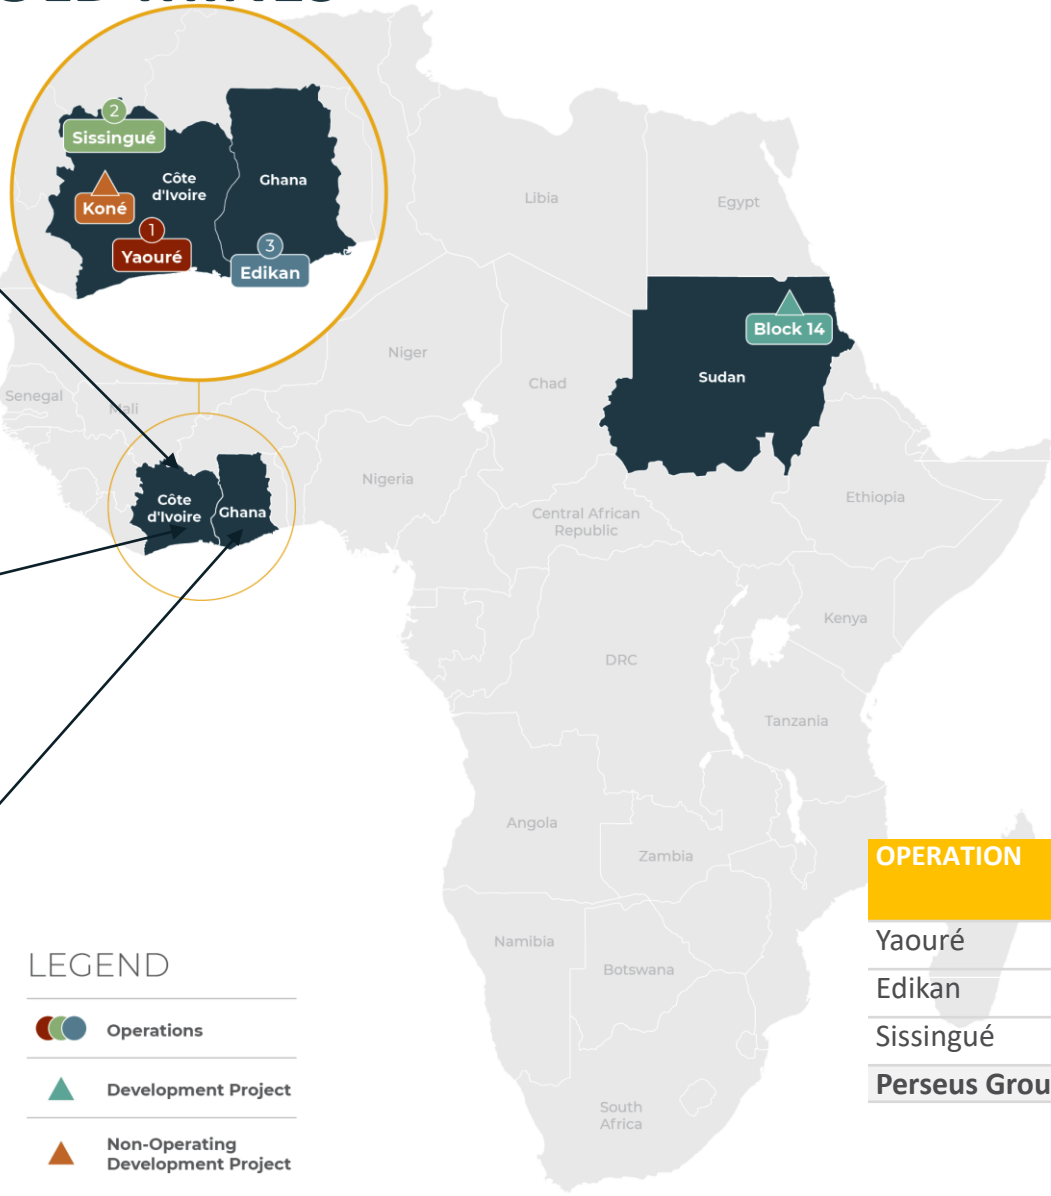 2
Sissingué
Koné
Côte
d'Ivoire
Ghana
1
Yaouré
3
Edikan
Libia
Egypt
Block 14
Sudan
Niger
Chad
Senegal
Mali
Nigeria
Côte
d'Ivoire
Ghana
Central African
Republic
Ethiopia
Kenya
DRC
Tanzania
Angola
Zambia
Namibia
Botswana
South
Africa
LEGEND
Operations
Development Project
Non-Operating
Development Project
OPERATION
Yaouré
Edikan
Sissingué
Perseus Grou